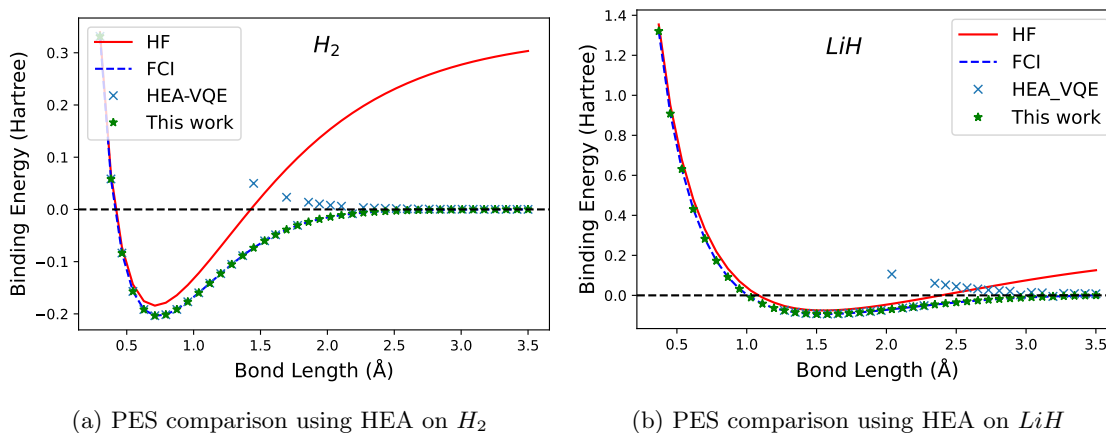 H2
HF
FCI
HEA-VQE
This work
Binding Energy (Hartree)
0.3
0.2
0.1
0.0
−0.1
−0.2
0.5 1.0 1.5 2.0 2.5 3.0 3.5
Bond Length (Å)
(a) PES comparison using HEA on H2
LiH
HF
FCI
HEA_VQE
This work
Binding Energy (Hartree)
1.4
1.2
1.0
0.8
0.6
0.4
0.2
0.0
0.5 1.0 1.5 2.0 2.5 3.0 3.5
Bond Length (Å)
(b) PES comparison using HEA on LiH